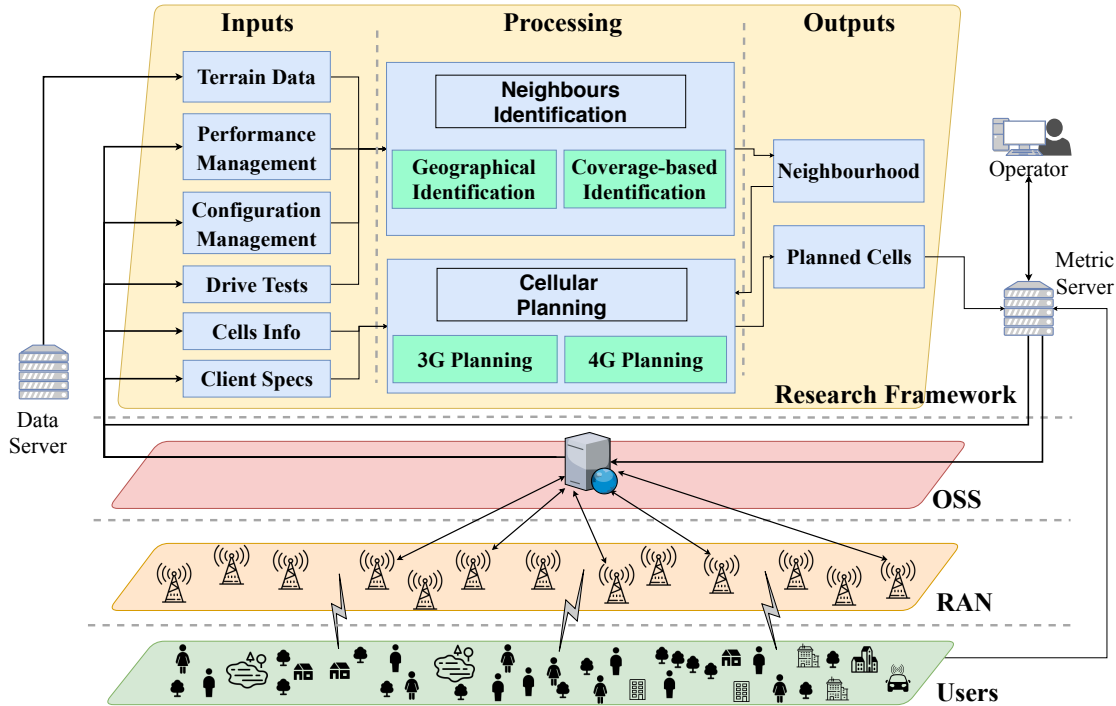 Inputs
Processing
Outputs
Terrain Data
Performance
Management
Configuration
Management
Drive Tests
Cells Info
Client Specs
Neighbours
Identification
Geographical
Identification
Coverage-based
Identification
Cellular
Planning
3G Planning
4G Planning
Neighbourhood
Planned Cells
Research Framework
Operator
Metric
Server
Data
Server
OSS
RAN
Users